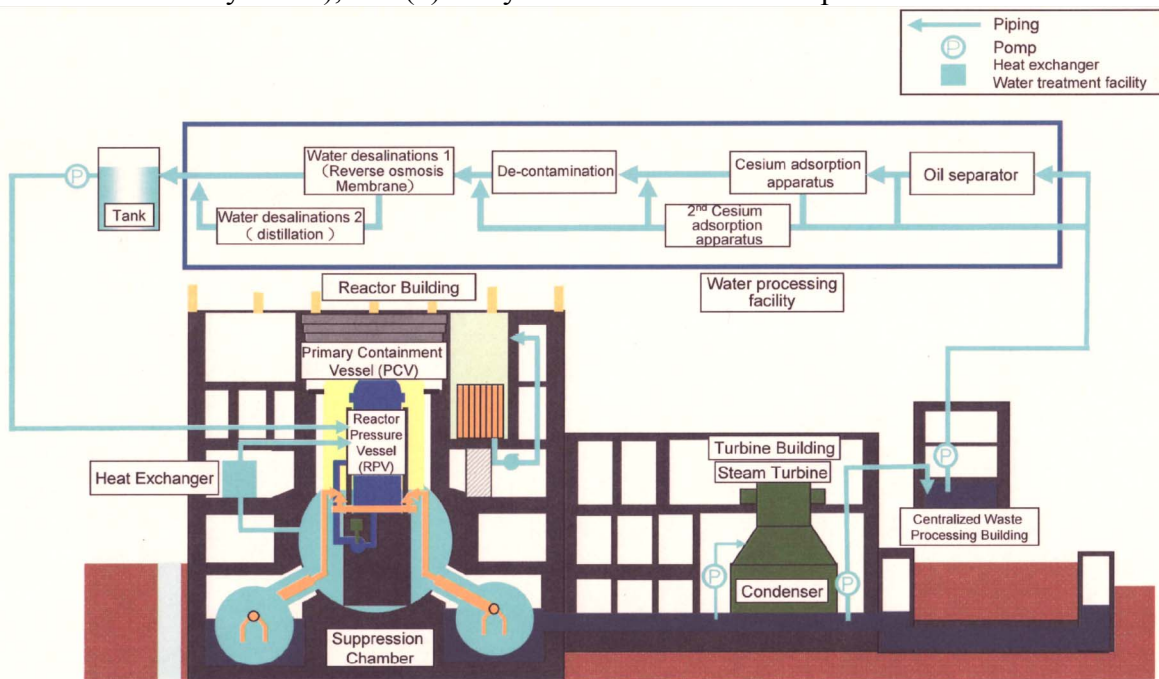 Piping
P
Pomp
Heat exchanger
Water treatment facility
P
Tank
Water desalinations 1
(Reverse osmosis
Membrane)
Water desalinations 2
( distillation )
De-contamination
Cesium adsorption
apparatus
2nd Cesium
adsorption
apparatus
Oil separator
Water processing
facility
Reactor Building
Primary Containment
Vessel (PCV)
Reactor
Pressure
Vessel
(RPV)
Heat Exchanger
Suppression
Chamber
Turbine Building
Steam Turbine
P
Condenser
P
P
Centralized Waste
Processing Building